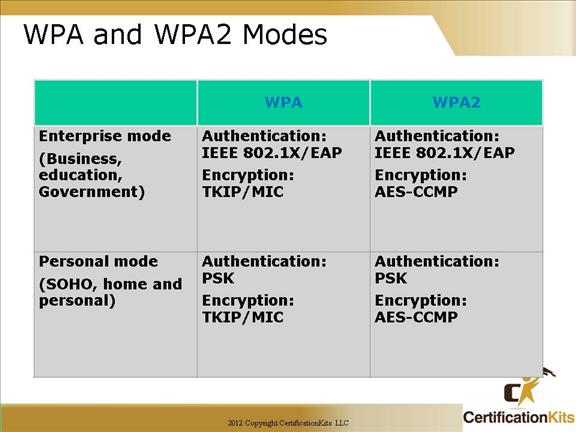 WPA and WPA2 Modes
WPA
WPA2
Enterprise mode
(Business,
education,
Government)
Authentication:
IEEE 802.1X/EAP
Encryption:
TKIP/MIC
Authentication:
IEEE 802.1X/EAP
Encryption:
AES-CCMP
Personal mode
(SOHO, home and
personal)
Authentication:
PSK
Encryption:
TKIP/MIC
Authentication:
PSK
Encryption:
AES-CCMP
2012 Copyright CertificationKits LLC
CK
CertificationKits